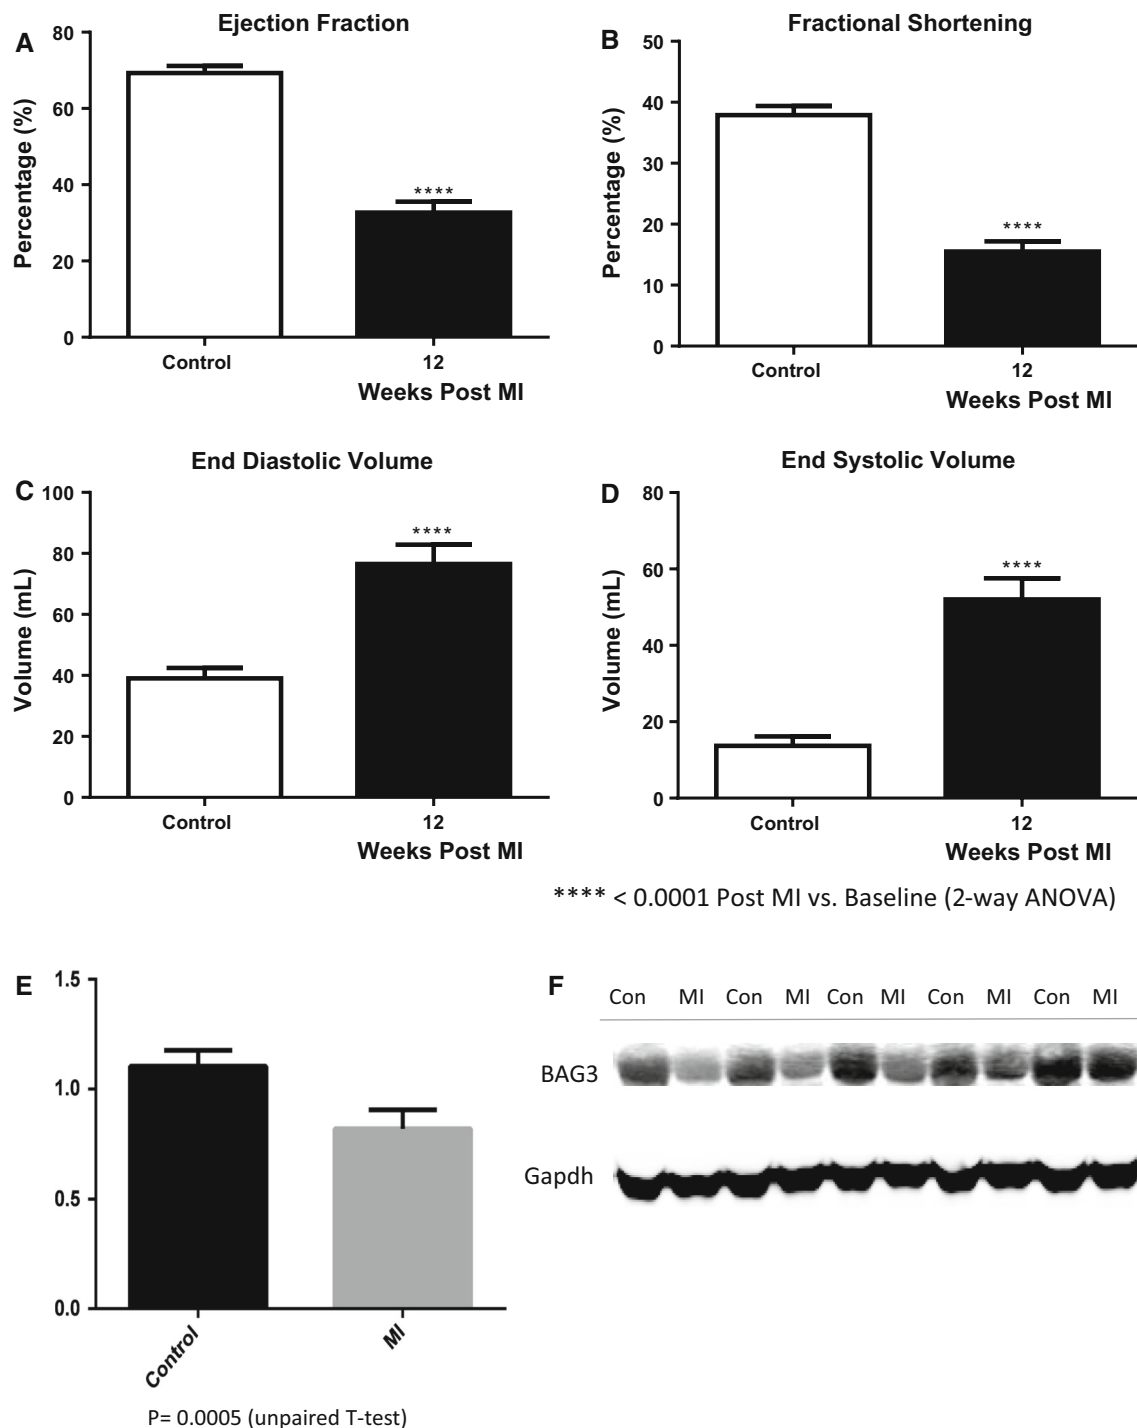 A
Ejection Fraction
Percentage (%)
80
60
40
20
0
****
Control
12
Weeks Post MI
B
Fractional Shortening
Percentage (%)
50
40
30
20
10
0
****
Control
12
Weeks Post MI
C
End Diastolic Volume
Volume (mL)
100
80
60
40
20
0
****
Control
12
Weeks Post MI
D
End Systolic Volume
Volume (mL)
80
60
40
20
0
****
Control
12
Weeks Post MI
**** < 0.0001 Post MI vs. Baseline (2-way ANOVA)
E
1.5
1.0
0.5
0.0
Control
MI
P= 0.0005 (unpaired T-test)
F
Con MI Con MI Con MI Con MI Con MI
BAG3
Gapdh